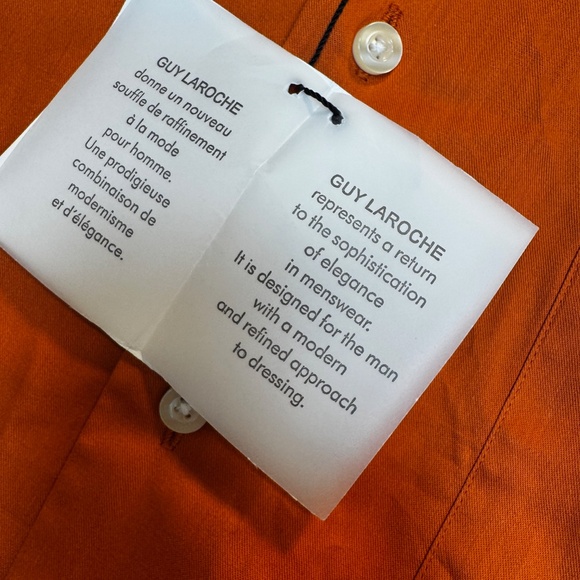 GUY LAROCHE
donne un nouveau
souffle de raffinement
à la mode
pour homme.
Une prodigieuse
combinaison de
modernisme
et d'élégance.
GUY LAROCHE
represents a return
to the sophistication
of elegance
in menswear.
It is designed for the man
with a modern
and refined approach
to dressing.